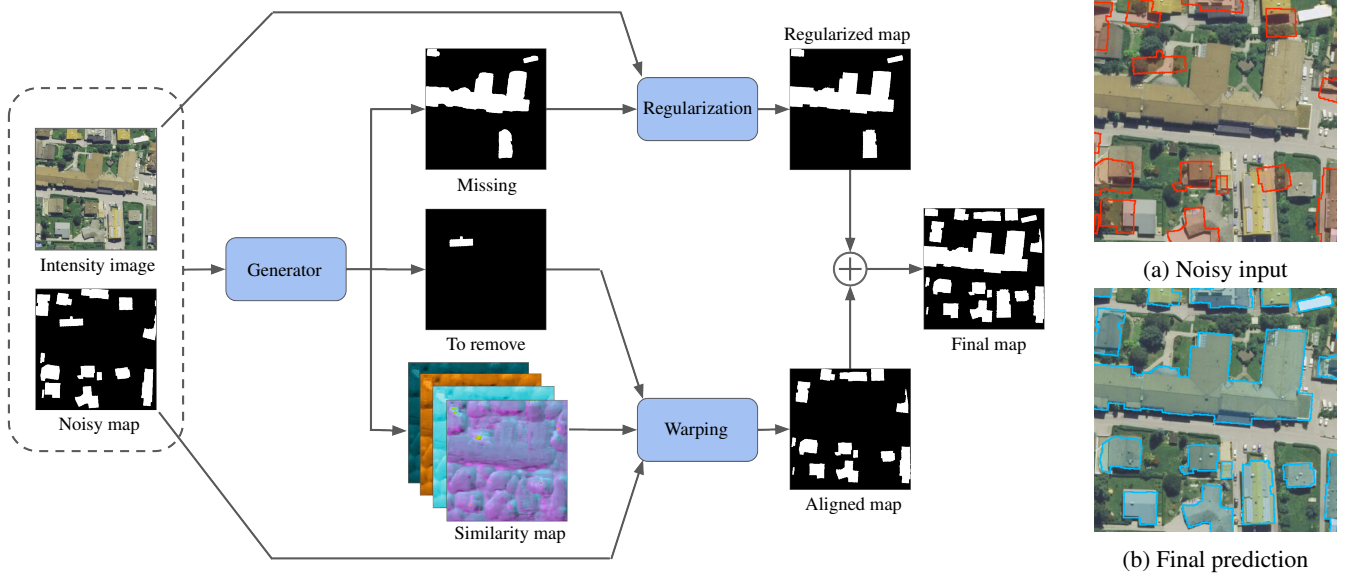 Intensity image
Noisy map
Generator
Missing
To remove
Similarity map
Regularization
Warping
Regularized map
Aligned map
Final map
(a) Noisy input
(b) Final prediction